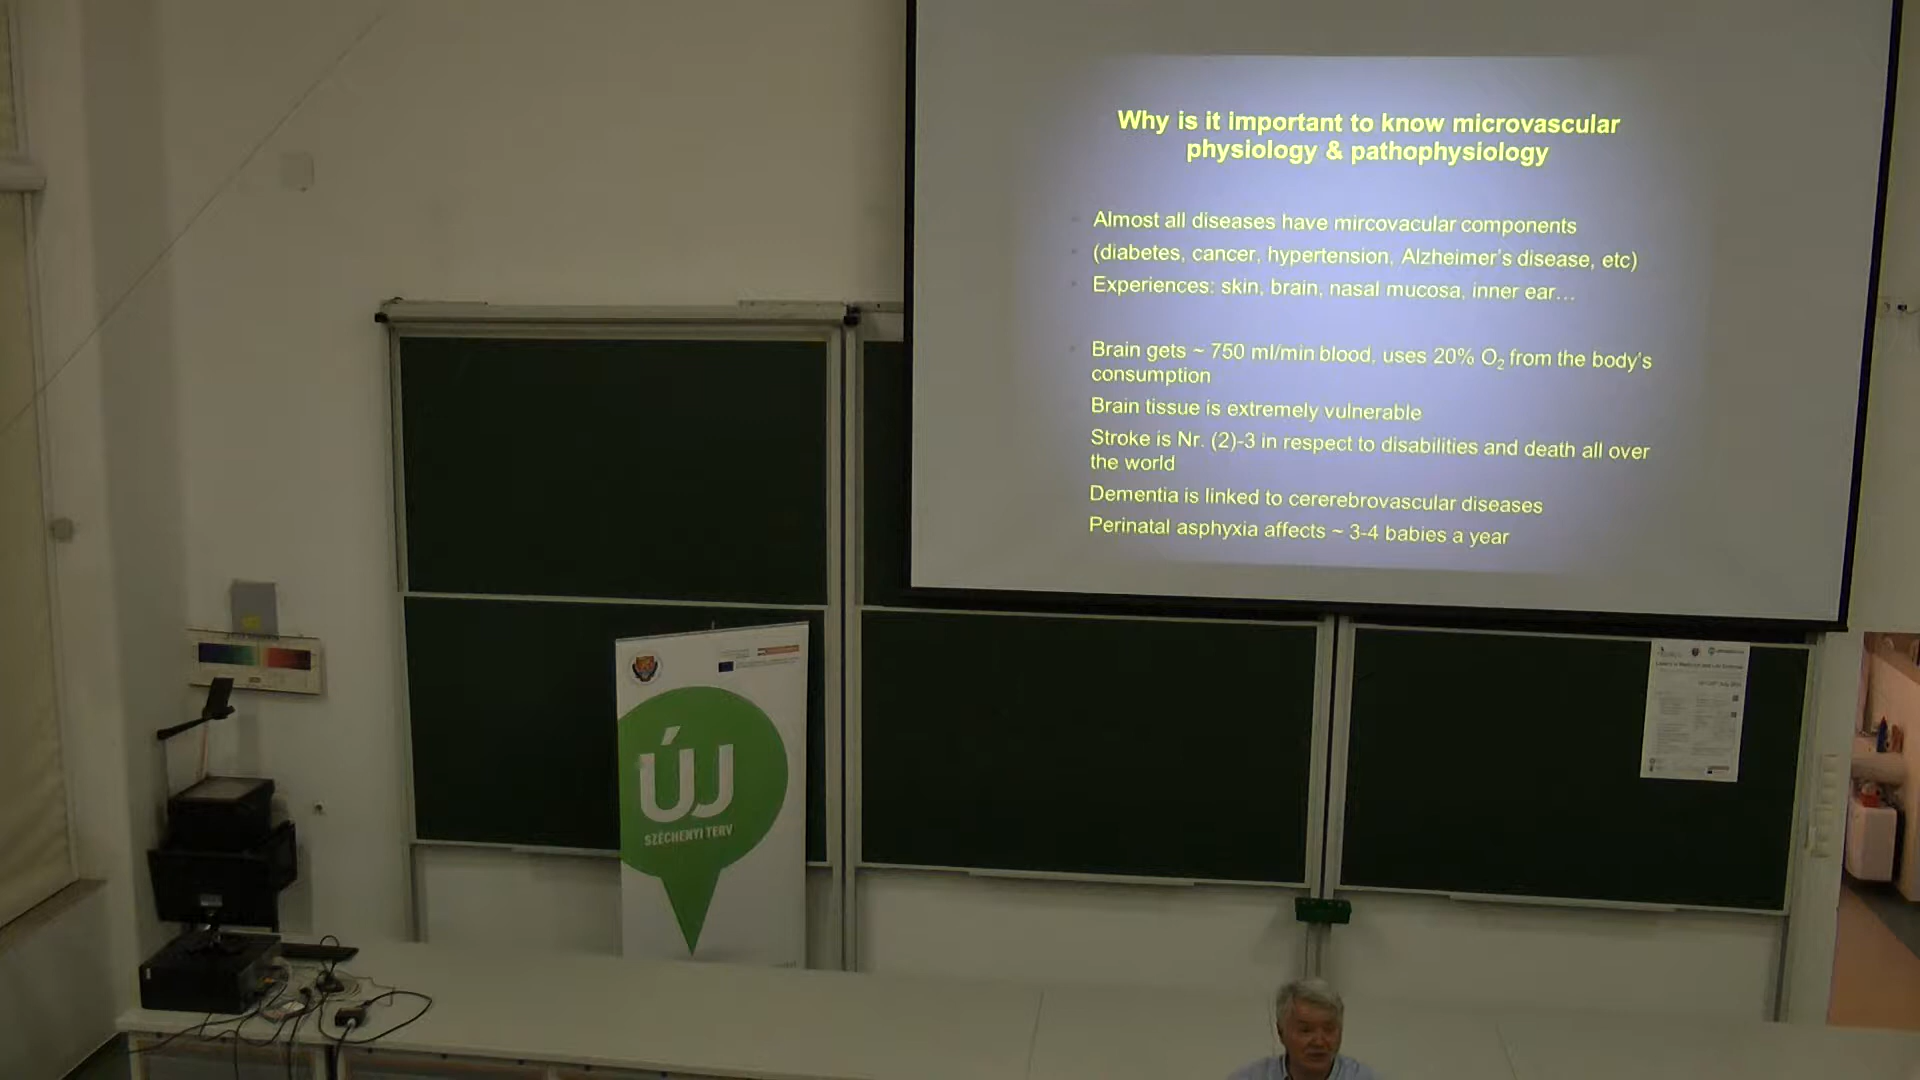 Why is it important to know microvascular
physiology & pathophysiology
Almost all diseases have mircovacular components
(diabetes, cancer, hypertension, Alzheimer's disease, etc)
Experiences: skin, brain, nasal mucosa, inner ear...
Brain gets ~ 750 ml/min blood, uses 20% O₂ from the body's
consumption
Brain tissue is extremely vulnerable
Stroke is Nr. (2)-3 in respect to disabilities and death all over
the world
Dementia is linked to cererebrovascular diseases
Perinatal asphyxia affects ~ 3-4 babies a year
ÚJ
SZÉCHENYI TERV